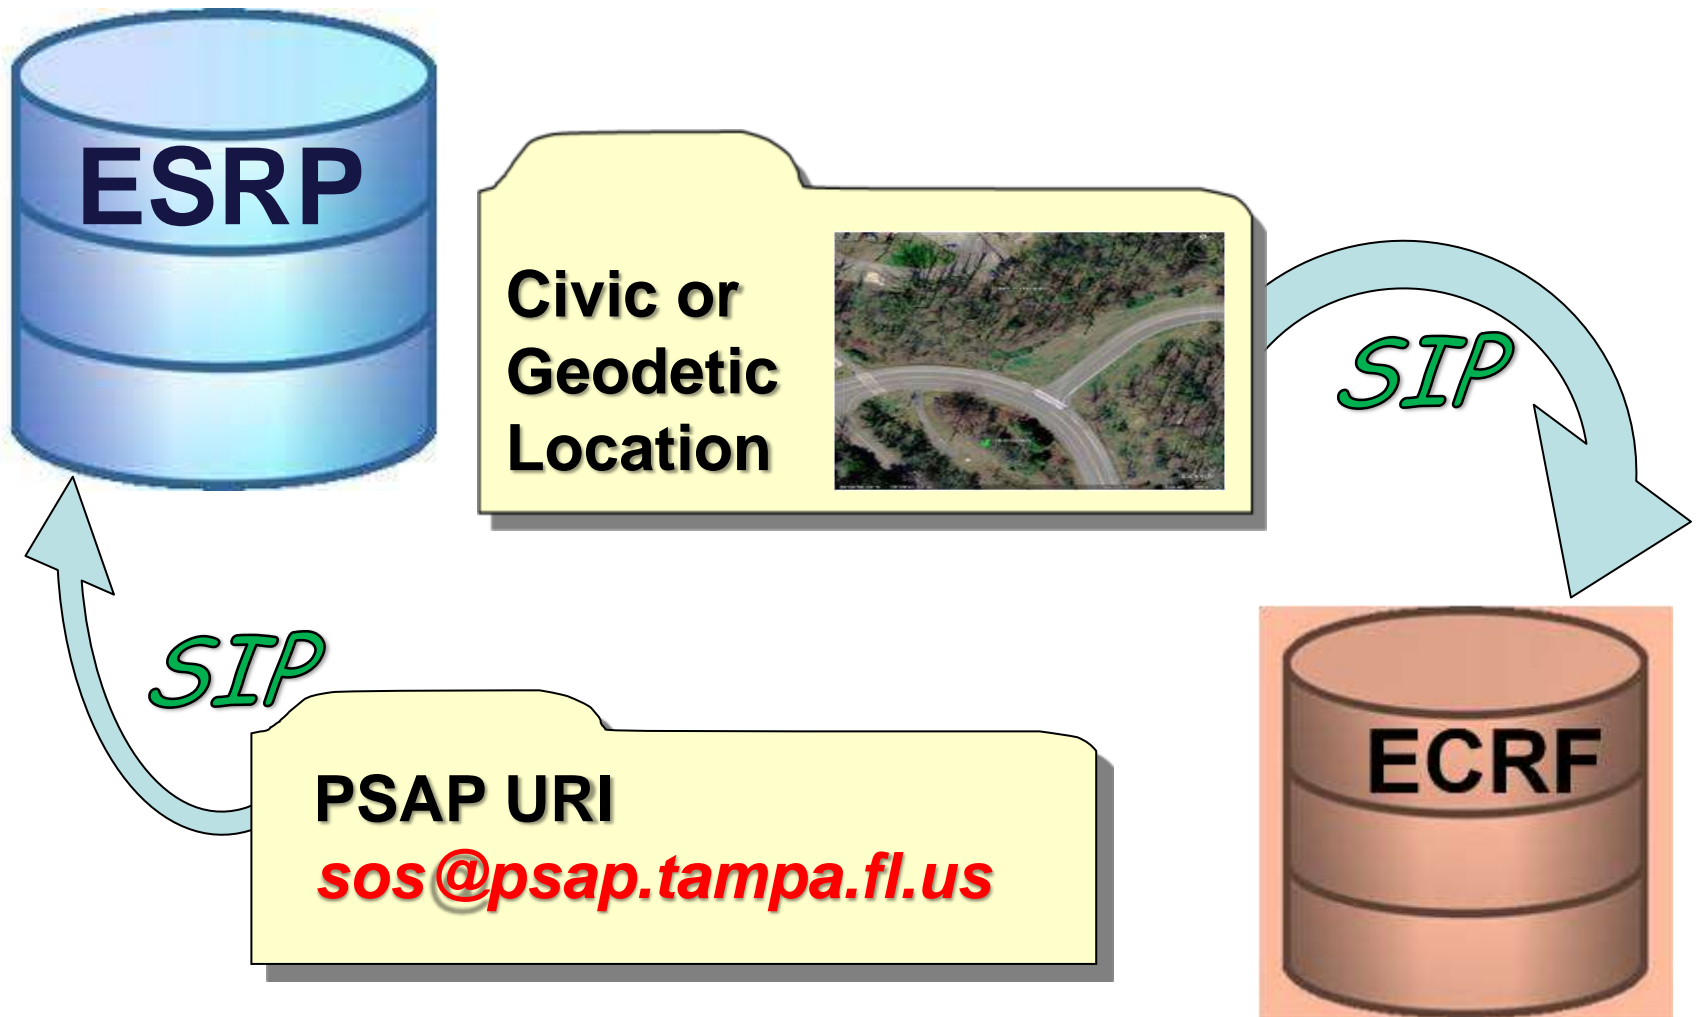 ESRP
Civic or
Geodetic
Location
SIP
SIP
PSAP URI
sos@psap.tampa.fl.us
ECRF